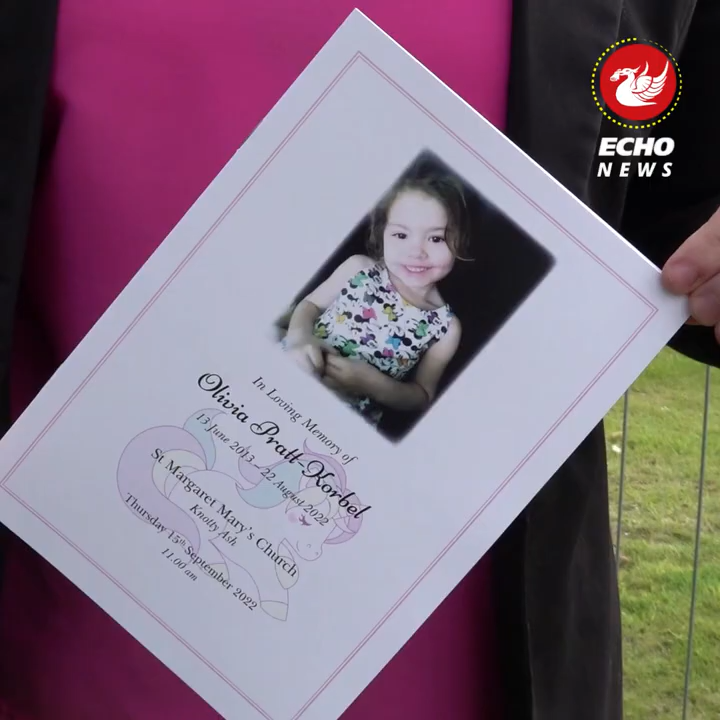 ECHO
NEWS
In Loving Memory of
Olivia Pratt-Korbel
13 June 2013 – 22 August 2022
St Margaret Mary's Church
Knotty Ash
Thursday 15th September 2022
11.00 am